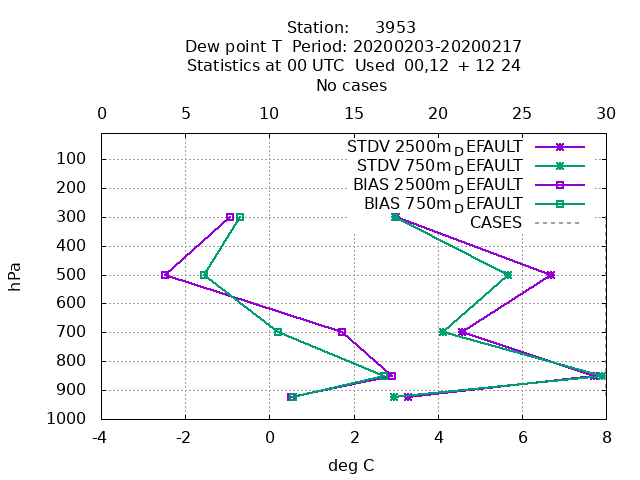 Station: 3953
Dew point T Period: 20200203-20200217
Statistics at 00 UTC Used 00,12 + 12 24
No cases
0 5 10 15 20 25 30
STDV 2500m_DEFAULT
STDV 750m_DEFAULT
BIAS 2500m_DEFAULT
BIAS 750m_DEFAULT
CASES
100
200
300
400
500
600
700
800
900
1000
hPa
-4 -2 0 2 4 6 8
deg C